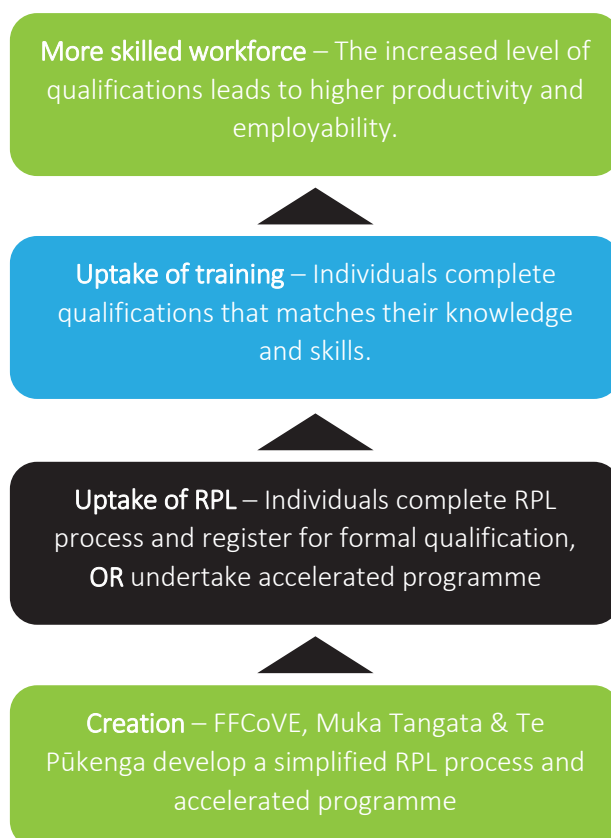 More skilled workforce – The increased level of
qualifications leads to higher productivity and
employability.
Uptake of training – Individuals complete
qualifications that matches their knowledge
and skills.
Uptake of RPL – Individuals complete RPL
process and register for formal qualification,
OR undertake accelerated programme
Creation – FFCoVE, Muka Tangata & Te
Pūkenga develop a simplified RPL process and
accelerated programme